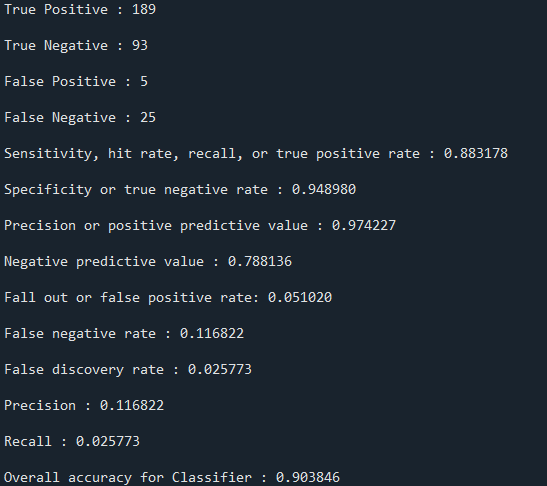 True Positive : 189
True Negative : 93
False Positive : 5
False Negative : 25
Sensitivity, hit rate, recall, or true positive rate : 0.883178
Specificity or true negative rate : 0.948980
Precision or positive predictive value : 0.974227
Negative predictive value : 0.788136
Fall out or false positive rate: 0.051020
False negative rate : 0.116822
False discovery rate : 0.025773
Precision : 0.116822
Recall : 0.025773
Overall accuracy for Classifier : 0.903846